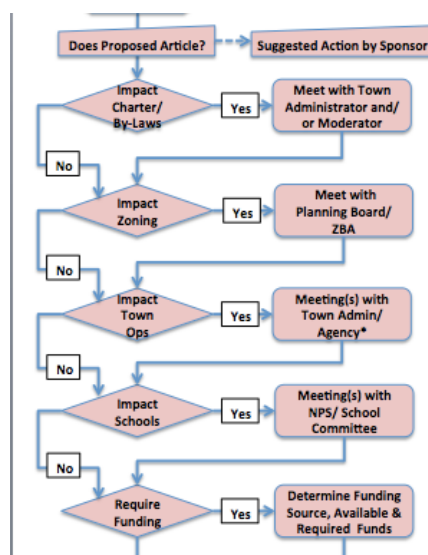 Does Proposed Article?
Suggested Action by Sponsor
Impact
Charter/
By-Laws
Yes
Meet with Town
Administrator and/
or Moderator
No
Impact
Zoning
Yes
Meet with
Planning Board/
ZBA
No
Impact
Town
Ops
Yes
Meeting(s) with
Town Admin/
Agency*
No
Impact
Schools
Yes
Meeting(s) with
NPS/ School
Committee
No
Require
Funding
Yes
Determine Funding
Source, Available &
Required Funds